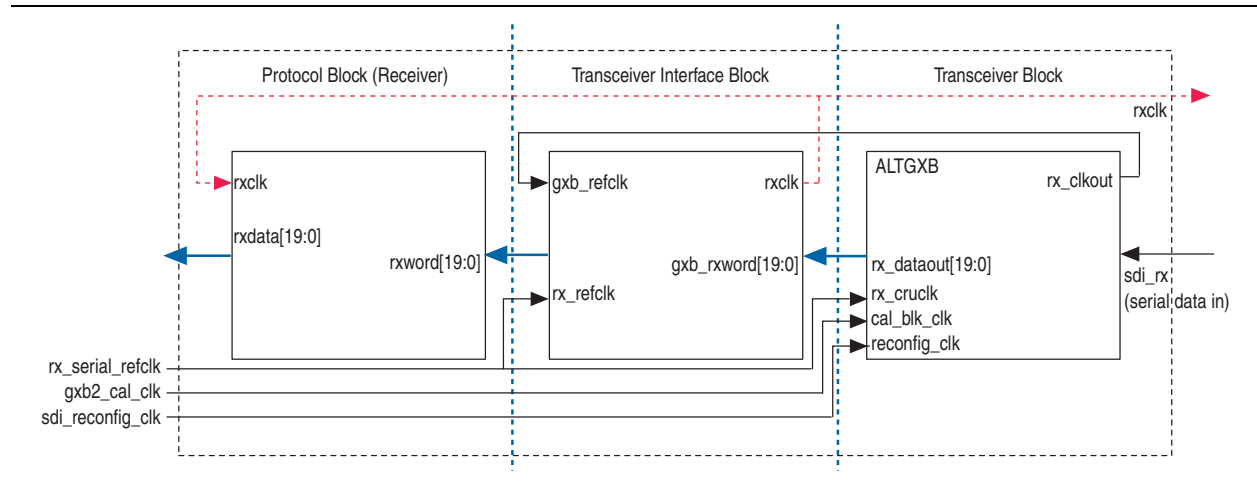 Protocol Block (Receiver)
Transceiver Interface Block
Transceiver Block
rxclk
ALTGXB
rxclk
gxb_refclk
rxclk
rx_clkout
rxdata[19:0]
rxword[19:0]
gxb_rxword[19:0]
rx_dataout[19:0]
sdi_rx
(serial data in)
rx_refclk
rx_cruclk
cal_blk_clk
reconfig_clk
rx_serial_refclk
gxb2_cal_clk
sdi_reconfig_clk